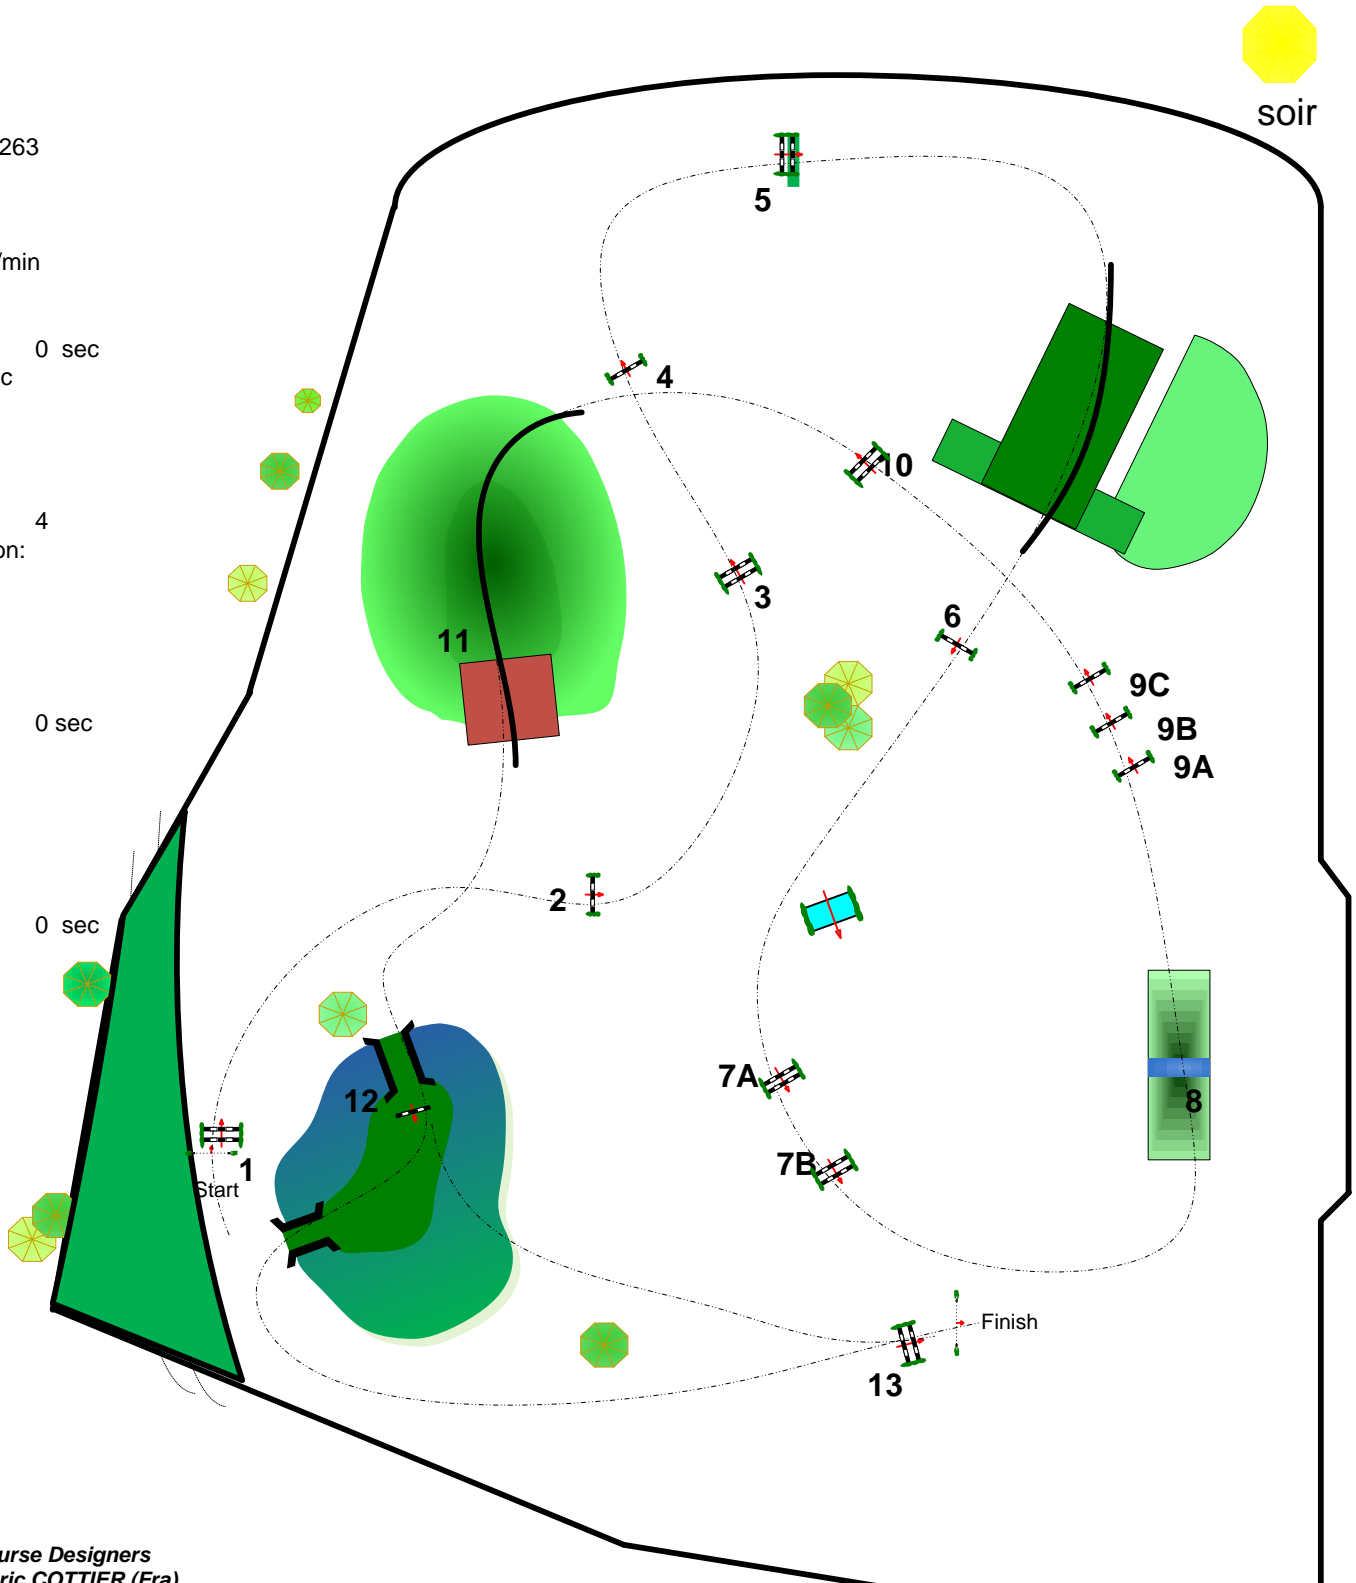 soir
263
/min
0 sec
c
4
on:
0 sec
0 sec
5
4
10
3
6
11
9C
9B
9A
2
7A
12
8
7B
1
Start
Finish
13
urse Designers
ric COTTIER (Fra)